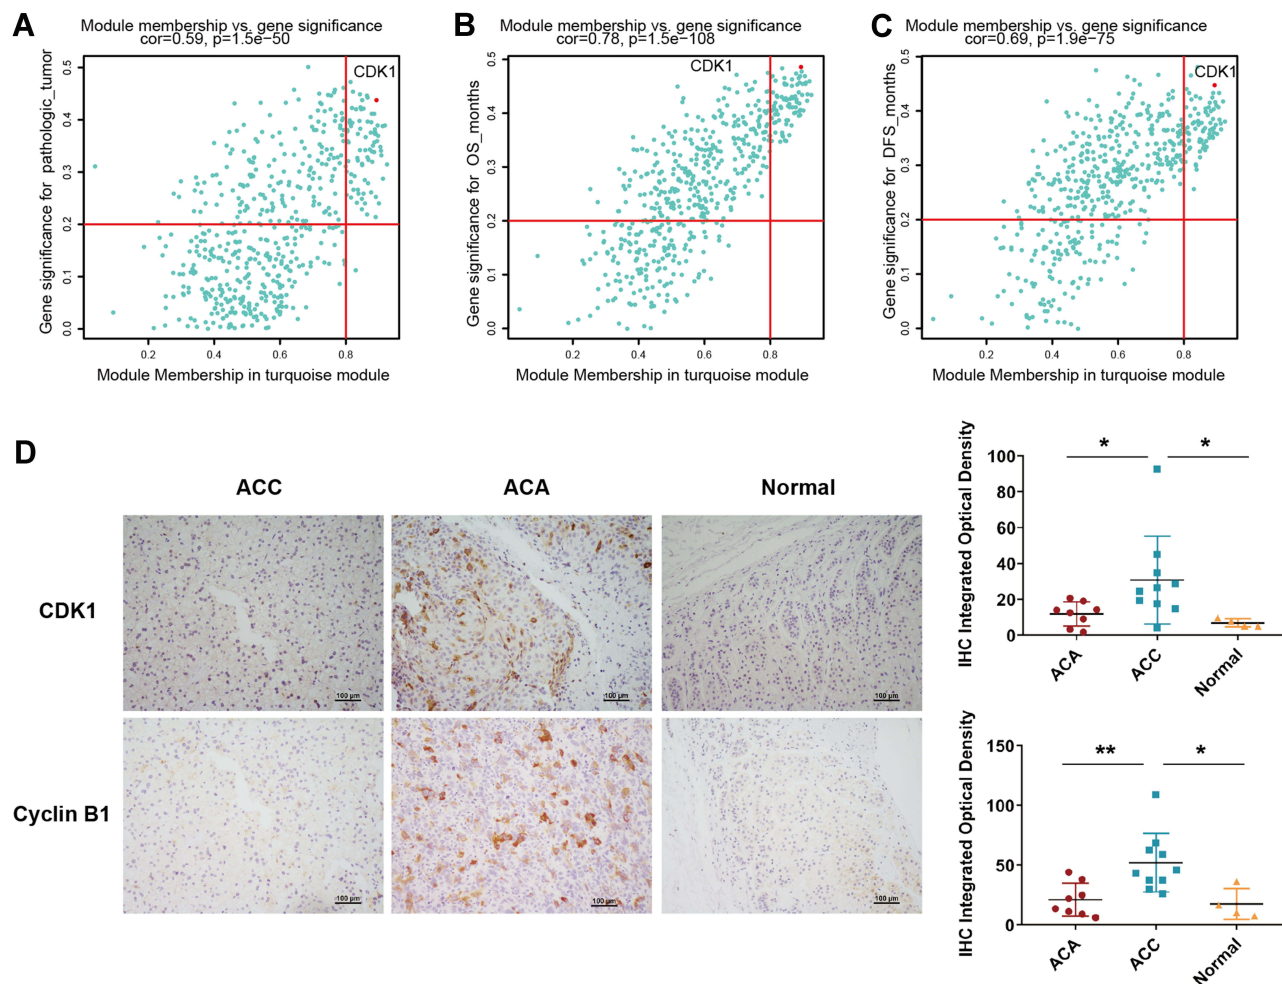 A
Module membership vs. gene significance
cor=0.59, p=1.5e−50
CDK1
Gene significance for pathologic_tumor
0.5
0.4
0.3
0.2
0.1
0.0
0.2 0.4 0.6 0.8
Module Membership in turquoise module
B
Module membership vs. gene significance
cor=0.78, p=1.5e−108
CDK1
Gene significance for OS_months
0.5
0.4
0.3
0.2
0.1
0.0
0.2 0.4 0.6 0.8
Module Membership in turquoise module
C
Module membership vs. gene significance
cor=0.69, p=1.9e−75
CDK1
Gene significance for DFS_months
0.5
0.4
0.3
0.2
0.1
0.0
0.2 0.4 0.6 0.8
Module Membership in turquoise module
D
ACC ACA Normal
CDK1
100 µm 100 µm 100 µm
Cyclin B1
100 µm 100 µm 100 µm
IHC Integrated Optical Density
100
80
60
40
20
0
* *
ACA ACC Normal
IHC Integrated Optical Density
150
100
50
0
** *
ACA ACC Normal